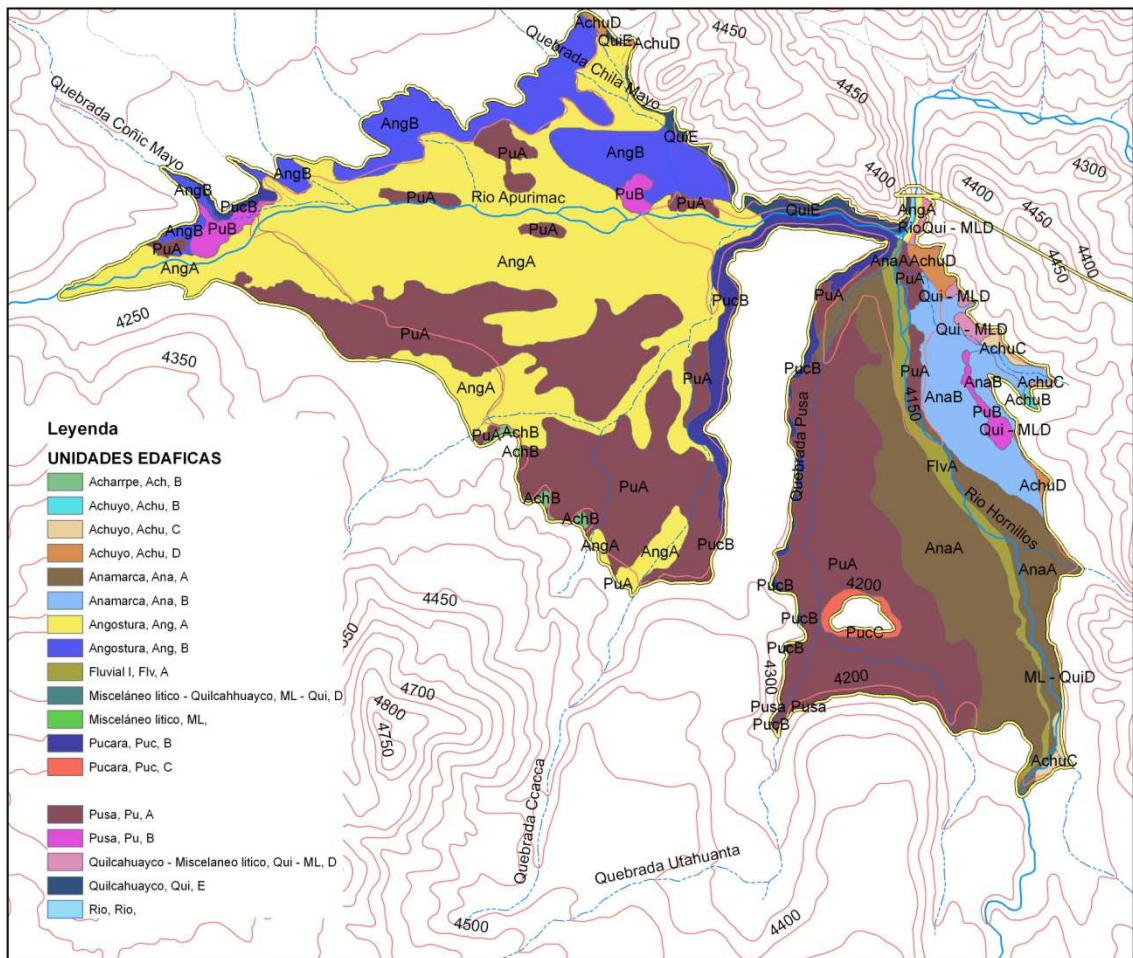 AchuD
4450
QuiE
AchuD
Quebrada Chila Mayo
4450
Quebrada Coñic Mayo
4300
AngB
QuiE
PuA
AngB
4400
AngB
4400
AngB
PuB
4450
PucB
PuA
Rio Apurimac
PuA
QuiE
AngA
AngB
PuB
PuA
RioQui - MLD
4450
4400
PuA
AngA
AngA
AnaA
AchuD
PuA
4250
PucB
PuA
Qui - MLD
4350
PuA
Qui - MLD
AchuC
PucB
PuA
AnaB
AchuC
AngA
PuA
4150
AnaB
PuB
AchuB
Qui - MLD
Leyenda
PuA
AchB
AchB
Quebrada Pusa
UNIDADES EDAFICAS
Acharrpe, Ach, B
Achuyo, Achu, B
Achuyo, Achu, C
Achuyo, Achu, D
Anamarca, Ana, A
Anamarca, Ana, B
Angostura, Ang, A
Angostura, Ang, B
Fluvial I, Flv, A
Misceláneo litico - Quilcahhuayco, ML - Qui, D
Misceláneo litico, ML,
Pucara, Puc, B
Pucara, Puc, C
Pusa, Pu, A
Pusa, Pu, B
Quilcahuayco - Miscelaneo litico, Qui - ML, D
Quilcahuayco, Qui, E
Rio, Rio,
PuA
FlvA
AchuD
AchB
Rio Hornillos
AchB
AngA
AngA
PucB
AnaA
AnaA
PuA
PucB
PuA
4200
4450
PucB
PucC
PucB
4300
4200
ML - QuiD
4700
4800
4750
Pusa Pusa
PucB
AchuC
Quebrada Ccacca
Quebrada Utahuanta
4500
4400